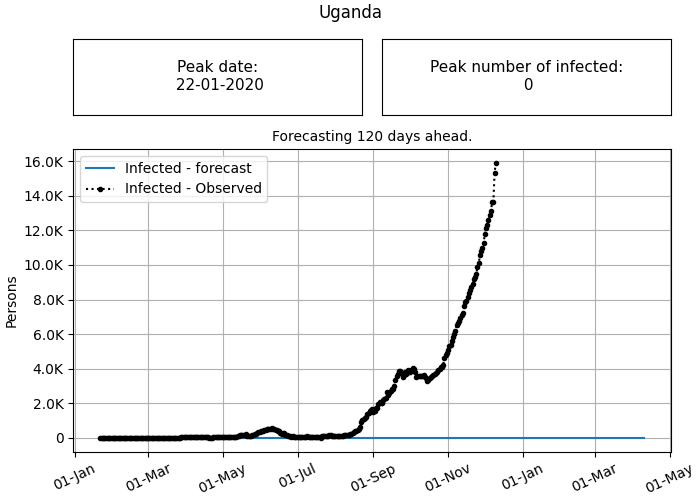 Uganda
Peak date:
22-01-2020
Peak number of infected:
0
Forecasting 120 days ahead.
Infected - forecast
Infected - Observed
Persons
16.0K
14.0K
12.0K
10.0K
8.0K
6.0K
4.0K
2.0K
0
01-Jan
01-Mar
01-May
01-Jul
01-Sep
01-Nov
01-Jan
01-Mar
01-May